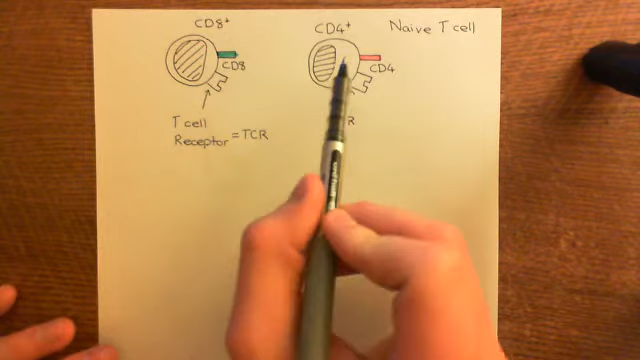 CD8⁺
CD4⁺
Naive T cell
CD8
CD4
T cell
Receptor = TCR
R